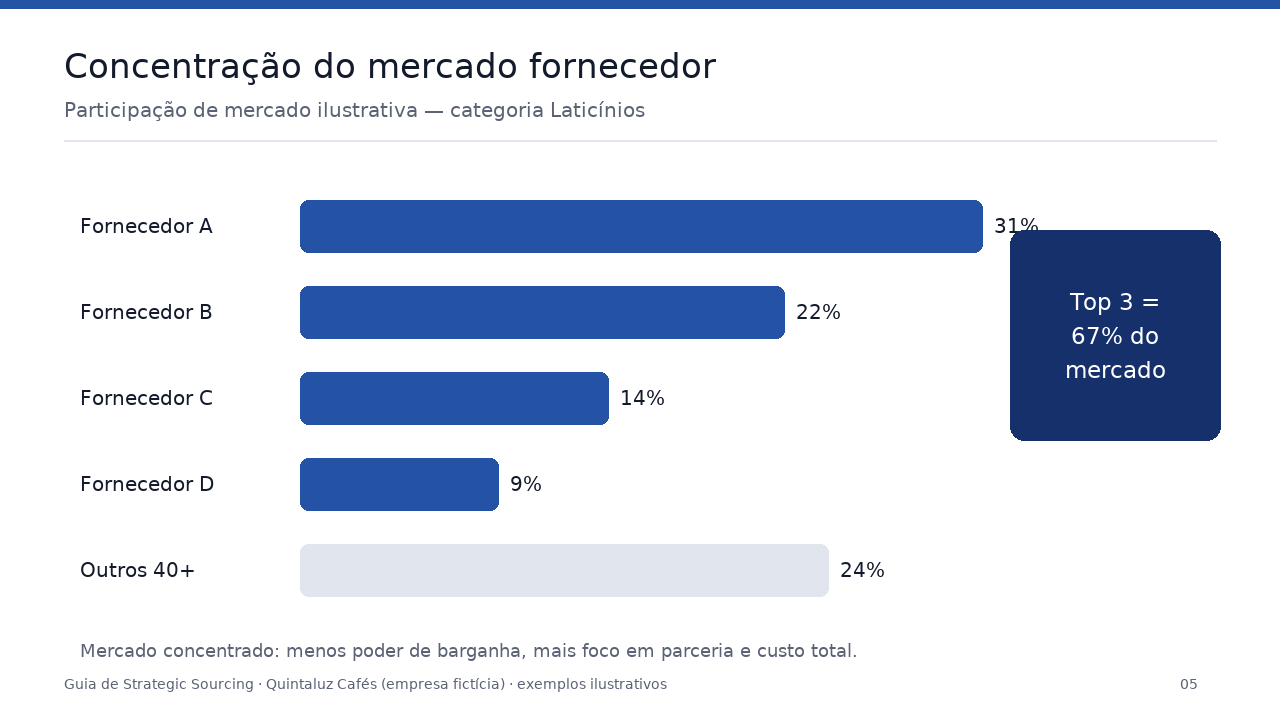 Concentração do mercado fornecedor
Participação de mercado ilustrativa — categoria Laticínios
Fornecedor A
31%
Fornecedor B
22%
Fornecedor C
14%
Fornecedor D
9%
Outros 40+
24%
Top 3 =
67% do
mercado
Mercado concentrado: menos poder de barganha, mais foco em parceria e custo total.
Guia de Strategic Sourcing · Quintaluz Cafés (empresa fictícia) · exemplos ilustrativos
05